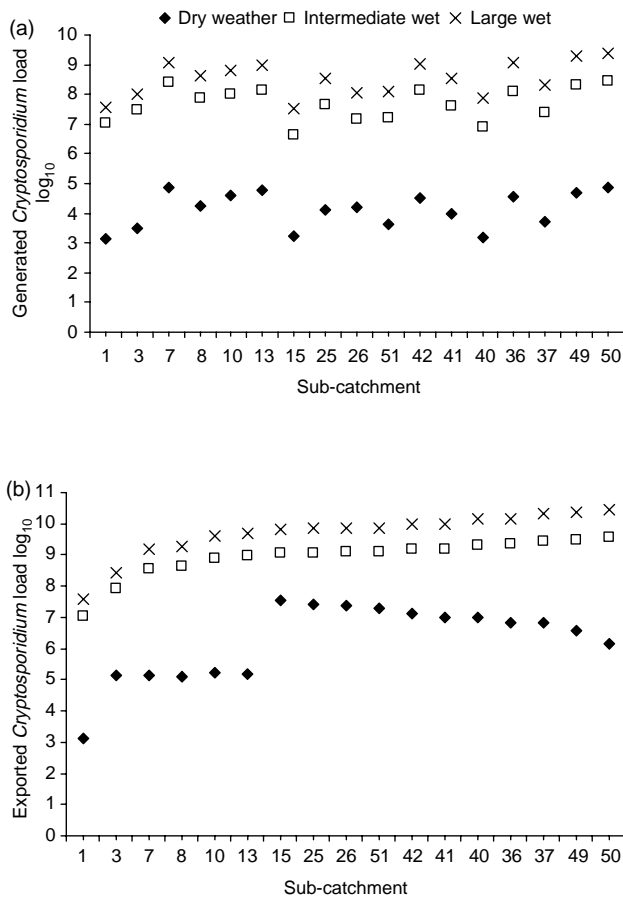 Dry weather Intermediate wet Large wet
(a)
Generated Cryptosporidium load
log10
10
9
8
7
6
5
4
3
2
1
0
1 3 7 8 10 13 15 25 26 51 42 41 40 36 37 49 50
Sub-catchment
(b)
Exported Cryptosporidium load log10
11
10
9
8
7
6
5
4
3
2
1
0
1 3 7 8 10 13 15 25 26 51 42 41 40 36 37 49 50
Sub-catchment